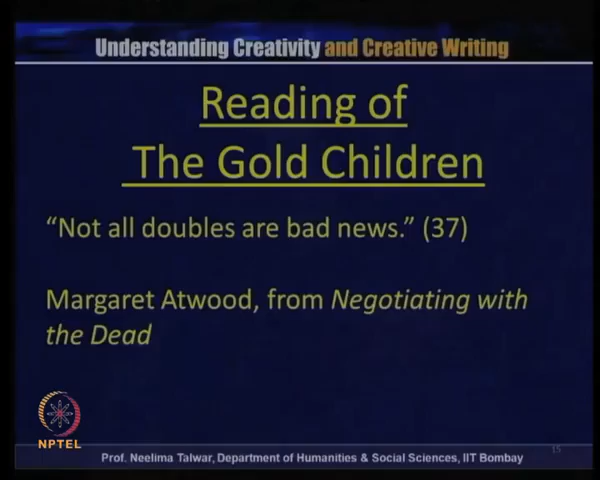 Understanding Creativity and Creative Writing
Reading of
The Gold Children
“Not all doubles are bad news.” (37)
Margaret Atwood, from Negotiating with
the Dead
NPTEL
Prof. Neelima Talwar, Department of Humanities & Social Sciences, IIT Bombay
15